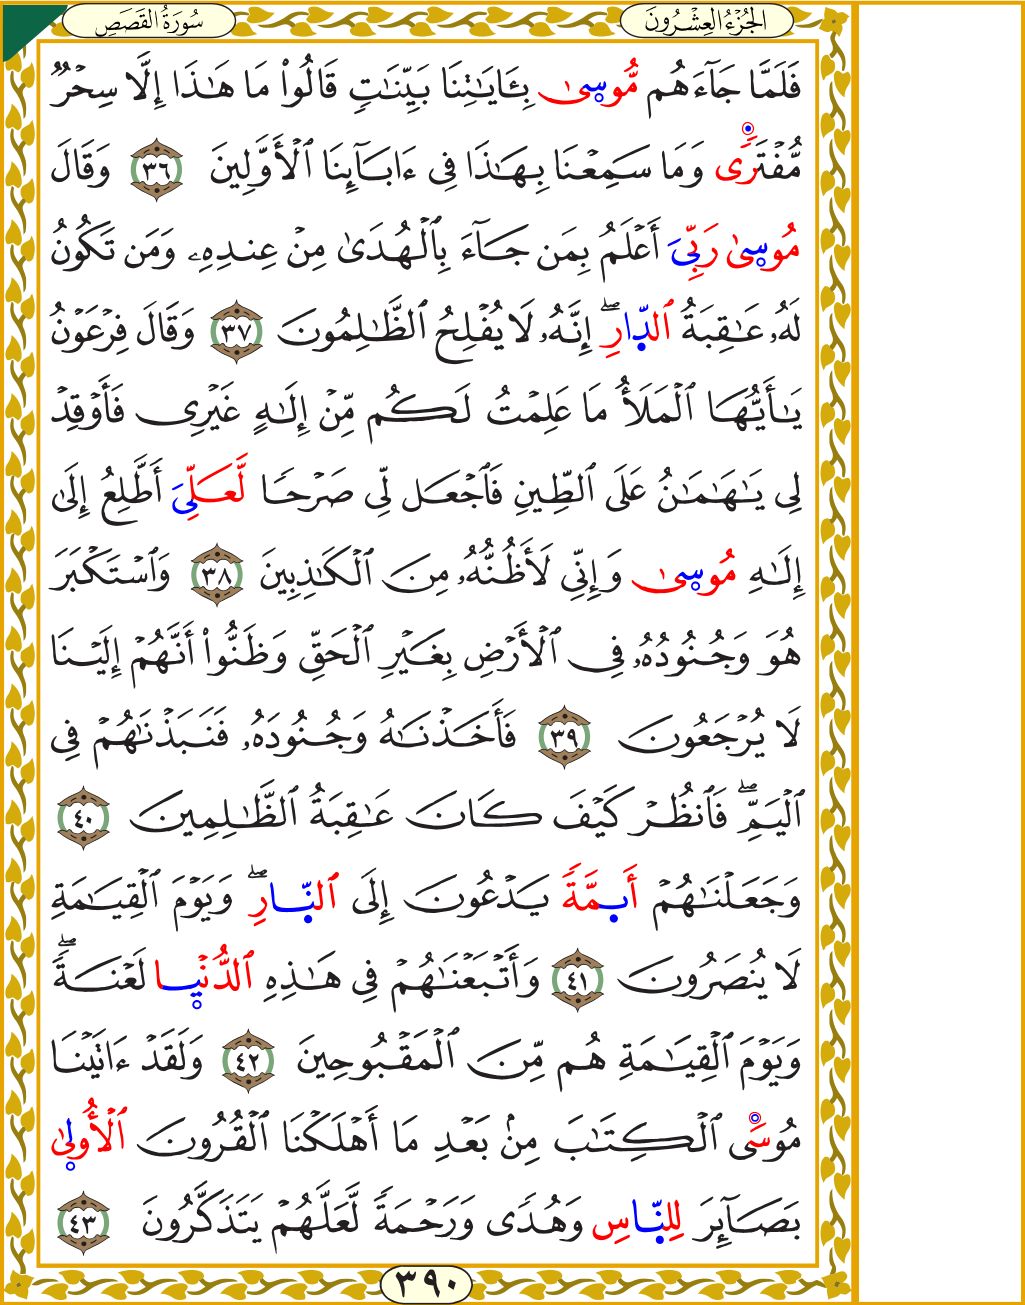 سُورَةُ القَصَصِ
الجُزْءُ العِشْرُونَ
فَلَمَّا جَآءَهُم مُّوسۭىٰ بِـَٔايَٰتِنَا بَيِّنَٰتٖ قَالُواْ مَا هَٰذَا إِلَّا سِحۡرٞ
مُّفۡتَرٗى وَمَا سَمِعۡنَا بِهَٰذَا فِي ءَابَآئِنَا ٱلۡأَوَّلِينَ ٣٦ وَقَالَ
مُوسۭىٰ رَبِّيَ أَعۡلَمُ بِمَن جَآءَ بِٱلۡهُدَىٰ مِنۡ عِندِهِۦ وَمَن تَكُونُ
لَهُۥ عَٰقِبَةُ ٱلدّ۪ارِۖ إِنَّهُۥ لَا يُفۡلِحُ ٱلظَّٰلِمُونَ ٣٧ وَقَالَ فِرۡعَوۡنُ
يَٰٓأَيُّهَا ٱلۡمَلَأُ مَا عَلِمۡتُ لَكُم مِّنۡ إِلَٰهٍ غَيۡرِي فَأَوۡقِدۡ
لِي يَٰهَٰمَٰنُ عَلَى ٱلطِّينِ فَٱجۡعَل لِّي صَرۡحٗا لَّعَلِّيَ أَطَّلِعُ إِلَىٰ
إِلَٰهِ مُوسۭىٰ وَإِنِّي لَأَظُنُّهُۥ مِنَ ٱلۡكَٰذِبِينَ ٣٨ وَٱسۡتَكۡبَرَ
هُوَ وَجُنُودُهُۥ فِي ٱلۡأَرۡضِ بِغَيۡرِ ٱلۡحَقِّ وَظَنُّوٓاْ أَنَّهُمۡ إِلَيۡنَا
لَا يُرۡجَعُونَ ٣٩ فَأَخَذۡنَٰهُ وَجُنُودَهُۥ فَنَبَذۡنَٰهُمۡ فِي
ٱلۡيَمِّۖ فَٱنظُرۡ كَيۡفَ كَانَ عَٰقِبَةُ ٱلظَّٰلِمِينَ ٤٠
وَجَعَلۡنَٰهُمۡ أَي۪مَّةٗ يَدۡعُونَ إِلَى ٱلنّ۪ارِۖ وَيَوۡمَ ٱلۡقِيَٰمَةِ
لَا يُنصَرُونَ ٤١ وَأَتۡبَعۡنَٰهُمۡ فِي هَٰذِهِ ٱلدُّنۡيۭا لَعۡنَةٗۖ
وَيَوۡمَ ٱلۡقِيَٰمَةِ هُم مِّنَ ٱلۡمَقۡبُوحِينَ ٤٢ وَلَقَدۡ ءَاتَيۡنَا
مُوسَى ٱلۡكِتَٰبَ مِنۢ بَعۡدِ مَا أَهۡلَكۡنَا ٱلۡقُرُونَ ٱلۡأُولۭىٰ
بَصَآئِرَ لِلنّ۪اسِ وَهُدٗى وَرَحۡمَةٗ لَّعَلَّهُمۡ يَتَذَكَّرُونَ ٤٣
٣٩٠